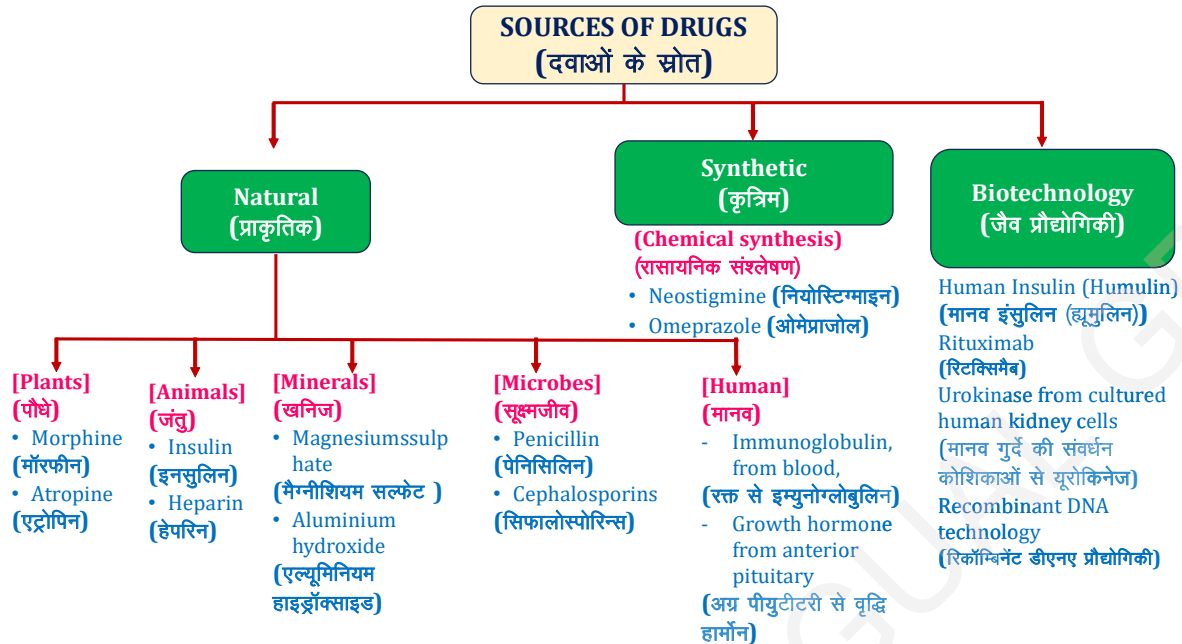 SOURCES OF DRUGS
(दवाओं के स्रोत)
Natural
(प्राकृतिक)
Synthetic
(कृत्रिम)
(Chemical synthesis)
(रासायनिक संश्लेषण)
• Neostigmine (नियोस्टिग्माइन)
• Omeprazole (ओमेप्राजोल)
Biotechnology
(जैव प्रौद्योगिकी)
Human Insulin (Humulin)
(मानव इंसुलिन (ह्यूमुलिन))
Rituximab
(रिटक्सिमैब)
Urokinase from cultured
human kidney cells
(मानव गुर्दे की संवर्धन
कोशिकाओं से यूरोकिनेज)
Recombinant DNA
technology
(रिकॉम्बिनेंट डीएनए प्रौद्योगिकी)
[Plants]
(पौधे)
• Morphine
(मॉरफीन)
• Atropine
(एट्रोपिन)
[Animals]
(जंतु)
• Insulin
(इनसुलिन)
• Heparin
(हेपरिन)
[Minerals]
(खनिज)
• Magnesiumssulp
hate
(मैग्नीशियम सल्फेट )
• Aluminium
hydroxide
(एल्यूमिनियम
हाइड्रॉक्साइड)
[Microbes]
(सूक्ष्मजीव)
• Penicillin
(पेनिसिलिन)
• Cephalosporins
(सिफालोस्पोरिन्स)
[Human]
(मानव)
- Immunoglobulin,
from blood,
(रक्त से इम्युनोग्लोबुलिन)
- Growth hormone
from anterior
pituitary
(अग्र पीयुटीटरी से वृद्धि
हार्मोन)